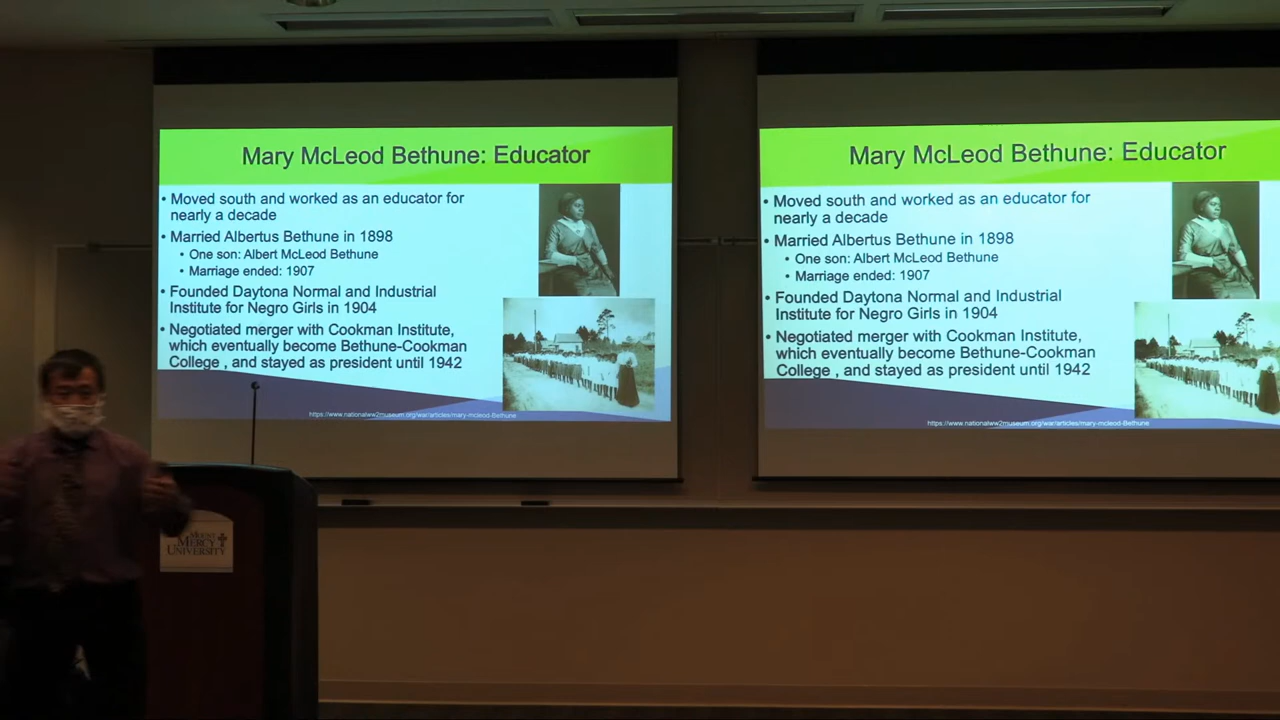 Mary McLeod Bethune: Educator
• Moved south and worked as an educator for
nearly a decade
• Married Albertus Bethune in 1898
• One son: Albert McLeod Bethune
• Marriage ended: 1907
• Founded Daytona Normal and Industrial
Institute for Negro Girls in 1904
• Negotiated merger with Cookman Institute,
which eventually become Bethune-Cookman
College , and stayed as president until 1942
https://www.nationalww2museum.org/war/articles/mary-mcleod-Bethune
Mary McLeod Bethune: Educator
• Moved south and worked as an educator for
nearly a decade
• Married Albertus Bethune in 1898
• One son: Albert McLeod Bethune
• Marriage ended: 1907
• Founded Daytona Normal and Industrial
Institute for Negro Girls in 1904
• Negotiated merger with Cookman Institute,
which eventually become Bethune-Cookman
College , and stayed as president until 1942
https://www.nationalww2museum.org/war/articles/mary-mcleod-Bethune
MOUNT
MERCY
UNIVERSITY